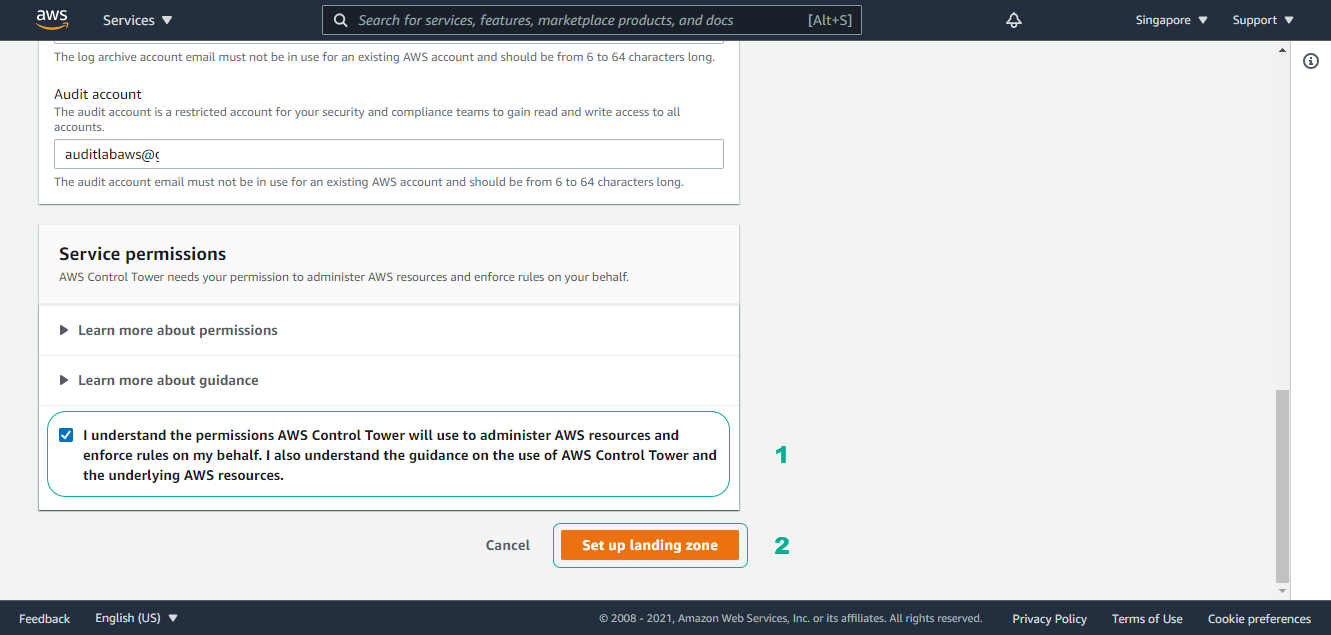 aws Services Search for services, features, marketplace products, and docs [Alt+S] Singapore Support
The log archive account email must not be in use for an existing AWS account and should be from 6 to 64 characters long.
Audit account
The audit account is a restricted account for your security and compliance teams to gain read and write access to all
accounts.
auditlabaws@
The audit account email must not be in use for an existing AWS account and should be from 6 to 64 characters long.
Service permissions
AWS Control Tower needs your permission to administer AWS resources and enforce rules on your behalf.
Learn more about permissions
Learn more about guidance
I understand the permissions AWS Control Tower will use to administer AWS resources and
enforce rules on my behalf. I also understand the guidance on the use of AWS Control Tower and
the underlying AWS resources.
1
Cancel Set up landing zone 2
Feedback English (US) © 2008 - 2021, Amazon Web Services, Inc. or its affiliates. All rights reserved. Privacy Policy Terms of Use Cookie preferences